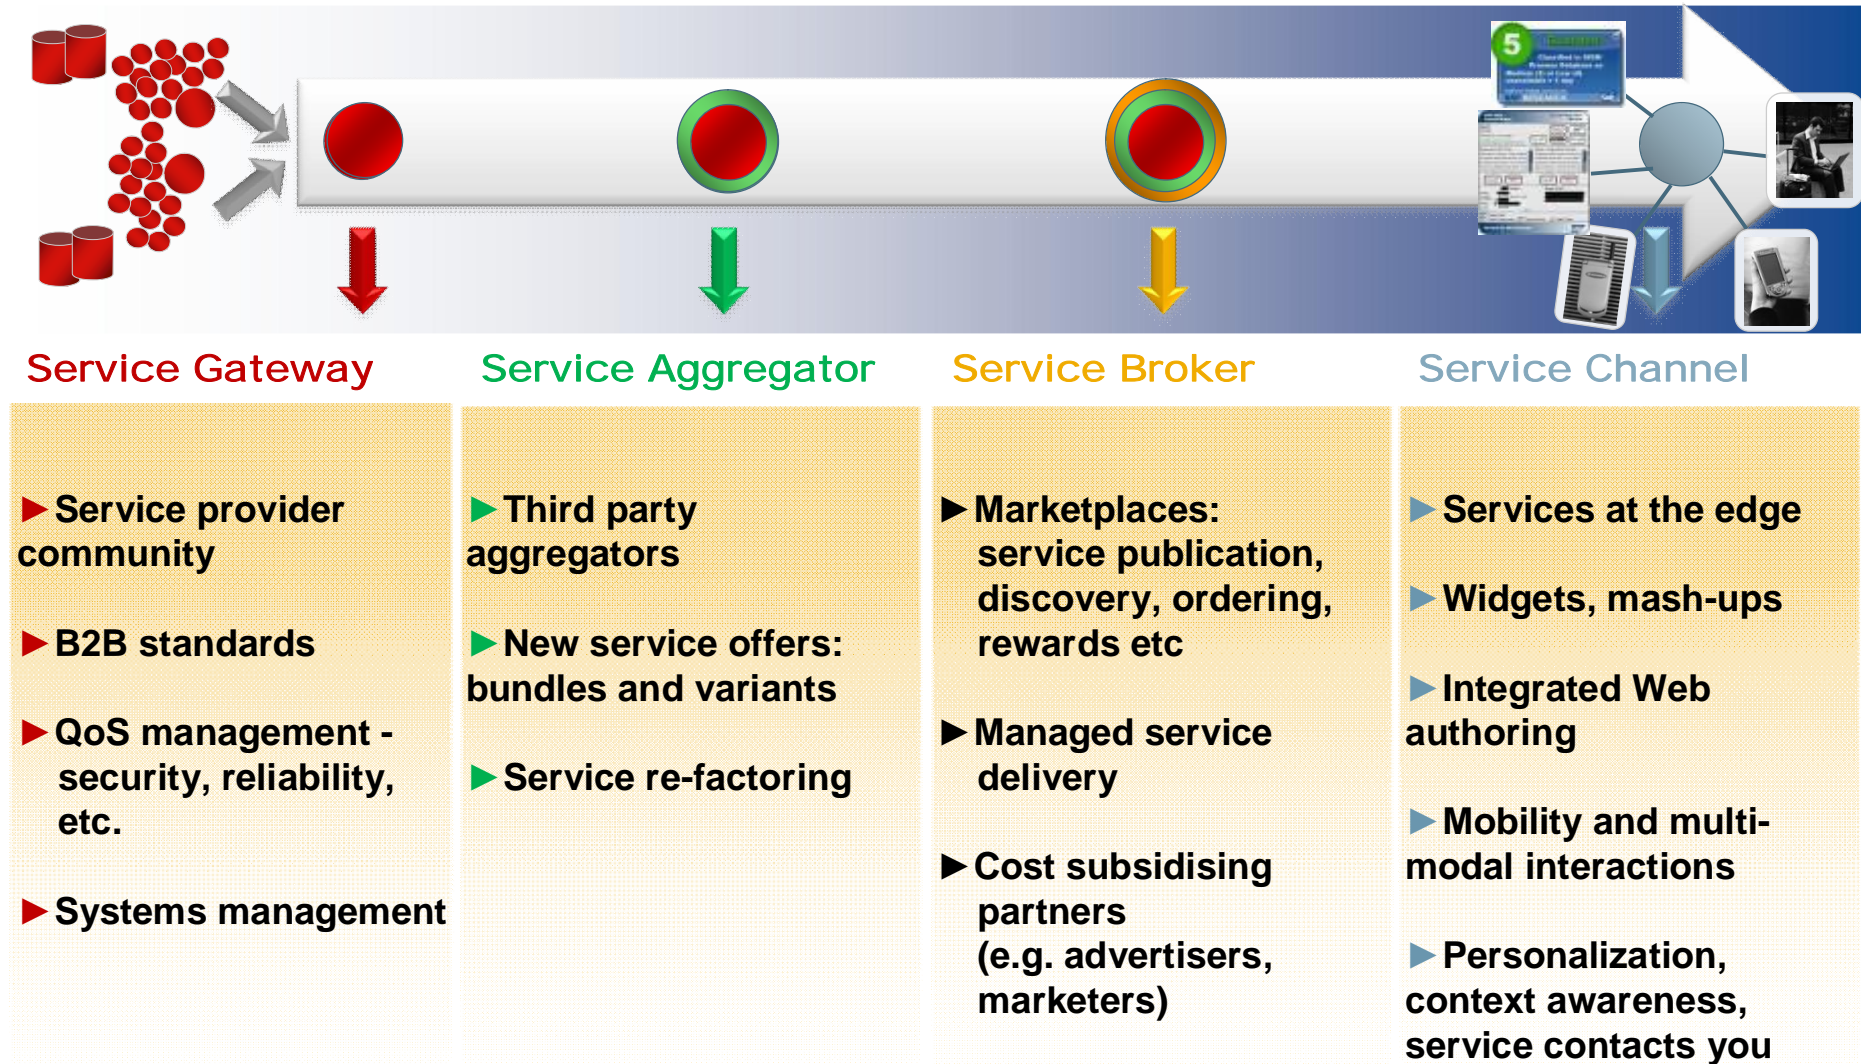 5
Service Gateway
Service Aggregator
Service Broker
Service Channel
►Service provider
community
►B2B standards
►QoS management -
security, reliability,
etc.
►Systems management
►Third party
aggregators
►New service offers:
bundles and variants
►Service re-factoring
►Marketplaces:
service publication,
discovery, ordering,
rewards etc
►Managed service
delivery
►Cost subsidising
partners
(e.g. advertisers,
marketers)
►Services at the edge
►Widgets, mash-ups
►Integrated Web
authoring
►Mobility and multi-
modal interactions
►Personalization,
context awareness,
service contacts you